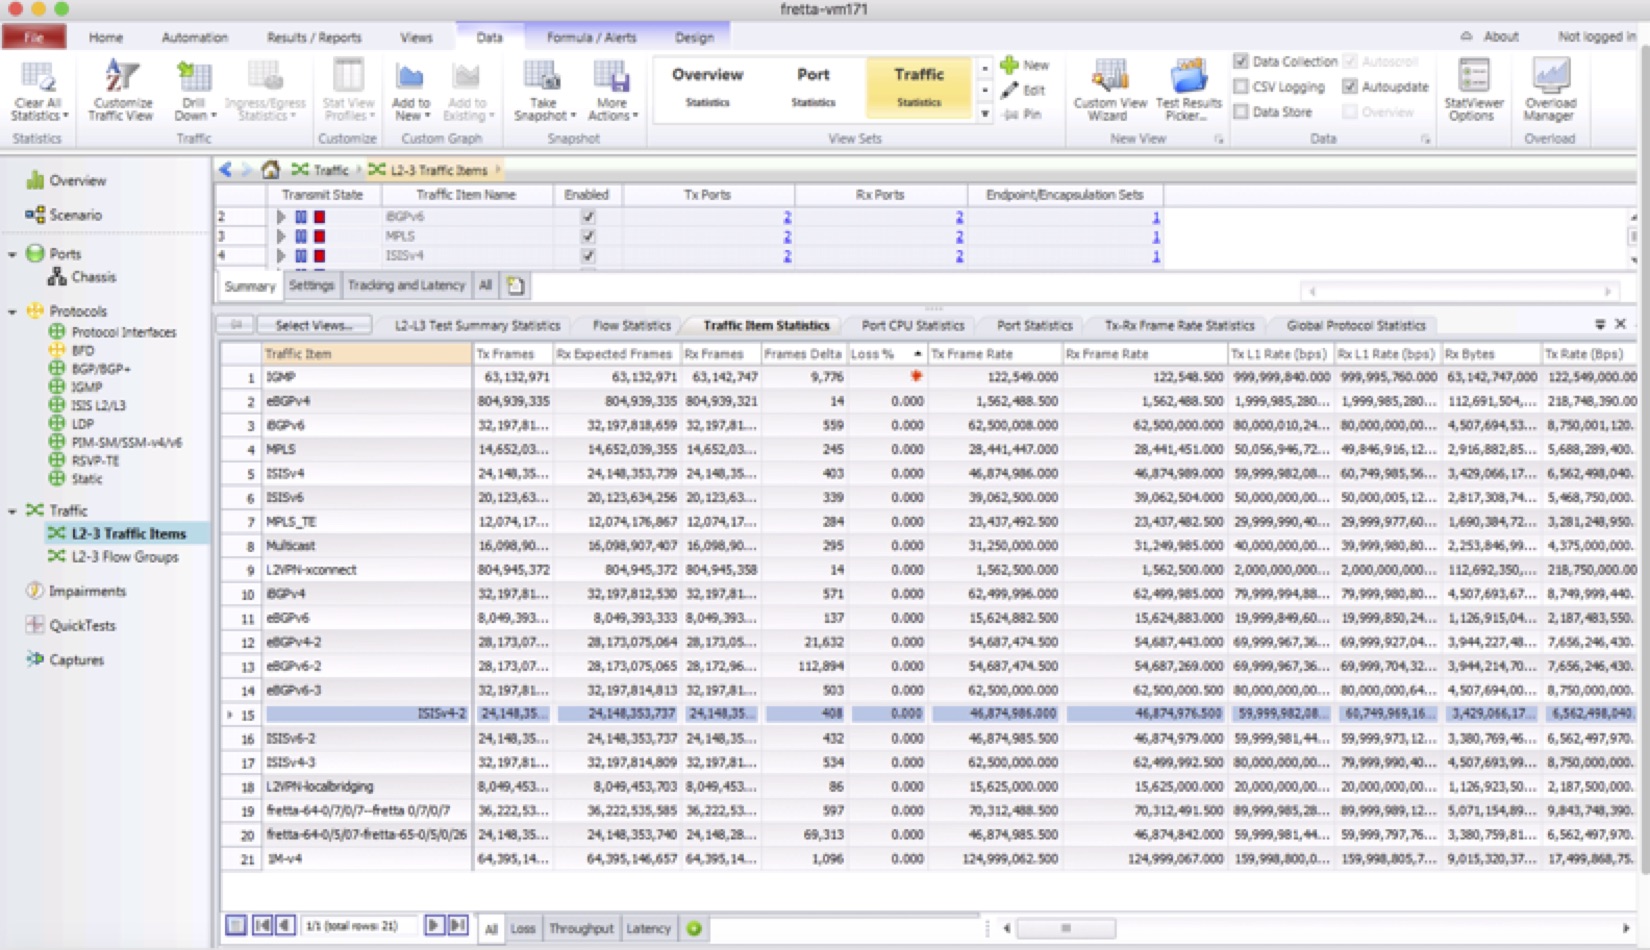 fretta-vm171
File Home Automation Results / Reports Views Data Formula / Alerts Design About Not logged in
Clear All Statistics Customize Traffic View Drill Down Ingress/Egress Statistics Stat View Profiles Add to New Add to Existing Take Snapshot More Actions
Overview Statistics Port Statistics Traffic Statistics
New Edit Pin
Custom View Wizard Test Results Picker...
Data Collection Autoscroll
CSV Logging Autoupdate
Data Store Overview
StatViewer Options Overload Manager
Statistics Traffic Customize Custom Graph Snapshot View Sets New View Data Overload
Overview
Scenario
Ports
Chassis
Protocols
Protocol Interfaces
BFD
BGP/BGP+
IGMP
ISIS L2/L3
LDP
PIM-SM/SSM-v4/v6
RSVP-TE
Static
Traffic
L2-3 Traffic Items
L2-3 Flow Groups
Impairments
QuickTests
Captures
Traffic L2-3 Traffic Items
Transmit State Traffic Item Name Enabled Tx Ports Rx Ports Endpoint/Encapsulation Sets
2 iBGPv6 2 2 1
3 MPLS 2 2 1
4 ISISv4 2 2 1
Summary Settings Tracking and Latency All
Select Views... L2-L3 Test Summary Statistics Flow Statistics Traffic Item Statistics Port CPU Statistics Port Statistics Tx-Rx Frame Rate Statistics Global Protocol Statistics
Traffic Item Tx Frames Rx Expected Frames Rx Frames Frames Delta Loss % Tx Frame Rate Rx Frame Rate Tx L1 Rate (bps) Rx L1 Rate (bps) Rx Bytes Tx Rate (Bps)
1 IGMP 63,132,971 63,132,971 63,142,747 9,776 122,549.000 122,548.500 999,999,840.000 999,995,760.000 63,142,747,000 122,549,000.00
2 eBGPv4 804,939,335 804,939,335 804,939,321 14 0.000 1,562,488.500 1,562,488.500 1,999,985,280... 1,999,985,280... 112,691,504,... 218,748,390.00
3 iBGPv6 32,197,81... 32,197,818,659 32,197,81... 559 0.000 62,500,008.000 62,500,000.000 80,000,010,24... 80,000,000,00... 4,507,694,53... 8,750,001,120.
4 MPLS 14,652,03... 14,652,039,355 14,652,03... 245 0.000 28,441,447.000 28,441,451.000 50,056,946,72... 49,846,916,12... 2,916,882,85... 5,688,289,400.
5 ISISv4 24,148,35... 24,148,353,739 24,148,35... 403 0.000 46,874,986.500 46,874,989.000 59,999,982,08... 60,749,985,56... 3,429,066,17... 6,562,498,040.
6 ISISv6 20,123,63... 20,123,634,256 20,123,63... 339 0.000 39,062,500.000 39,062,504.000 50,000,000,00... 50,000,005,12... 2,817,308,74... 5,468,750,000.
7 MPLS_TE 12,074,17... 12,074,176,867 12,074,17... 284 0.000 23,437,492.500 23,437,482.500 29,999,990,40... 29,999,977,60... 1,690,384,72... 3,281,248,950.
8 Multicast 16,098,90... 16,098,907,407 16,098,90... 295 0.000 31,250,000.000 31,249,985.000 40,000,000,00... 39,999,980,80... 2,253,846,99... 4,375,000,000.
9 L2VPN-xconnect 804,945,372 804,945,372 804,945,358 14 0.000 1,562,500.000 1,562,500.000 2,000,000,000... 2,000,000,000... 112,692,350,... 218,750,000.00
10 iBGPv4 32,197,81... 32,197,812,530 32,197,81... 571 0.000 62,499,996.000 62,499,985.000 79,999,994,88... 79,999,980,80... 4,507,693,67... 8,749,999,440.
11 eBGPv6 8,049,393... 8,049,393,333 8,049,393... 137 0.000 15,624,882.500 15,624,883.000 19,999,849,60... 19,999,850,24... 1,126,915,04... 2,187,483,550.
12 eBGPv4-2 28,173,07... 28,173,075,064 28,173,05... 21,632 0.000 54,687,474.500 54,687,443.000 69,999,967,36... 69,999,927,04... 3,944,227,48... 7,656,246,430.
13 eBGPv6-2 28,173,07... 28,173,075,065 28,172,96... 112,894 0.000 54,687,474.500 54,687,269.000 69,999,967,36... 69,999,704,32... 3,944,214,70... 7,656,246,430.
14 eBGPv6-3 32,197,81... 32,197,814,813 32,197,81... 503 0.000 62,500,000.000 62,500,000.500 80,000,000,00... 80,000,000,64... 4,507,694,00... 8,750,000,000.
15 ISISv4-2 24,148,35... 24,148,353,737 24,148,35... 408 0.000 46,874,986.000 46,874,976.500 59,999,982,08... 60,749,969,16... 3,429,066,17... 6,562,498,040.
16 ISISv6-2 24,148,35... 24,148,353,737 24,148,35... 432 0.000 46,874,985.500 46,874,979.000 59,999,981,44... 59,999,973,12... 3,380,769,46... 6,562,497,970.
17 ISISv4-3 32,197,81... 32,197,814,809 32,197,81... 534 0.000 62,500,000.000 62,499,992.500 80,000,000,00... 79,999,990,40... 4,507,693,99... 8,750,000,000.
18 L2VPN-localbridging 8,049,453... 8,049,453,703 8,049,453... 86 0.000 15,625,000.000 15,625,000.000 20,000,000,00... 20,000,000,00... 1,126,923,50... 2,187,500,000.
19 fretta-64-0/7/0/7--fretta 0/7/0/7 36,222,53... 36,222,535,585 36,222,53... 597 0.000 70,312,488.500 70,312,491.500 89,999,985,28... 89,999,989,12... 5,071,154,89... 9,843,748,390.
20 fretta-64-0/5/07-fretta-65-0/5/0/26 24,148,35... 24,148,353,740 24,148,28... 69,313 0.000 46,874,985.500 46,874,842.000 59,999,981,44... 59,999,797,76... 3,380,759,81... 6,562,497,970.
21 1M-v4 64,395,14... 64,395,146,657 64,395,14... 1,096 0.000 124,999,062.500 124,999,067.000 159,998,800,0... 159,998,805,7... 9,015,320,37... 17,499,868,75.
1/1 (total rows: 21) All Loss Throughput Latency